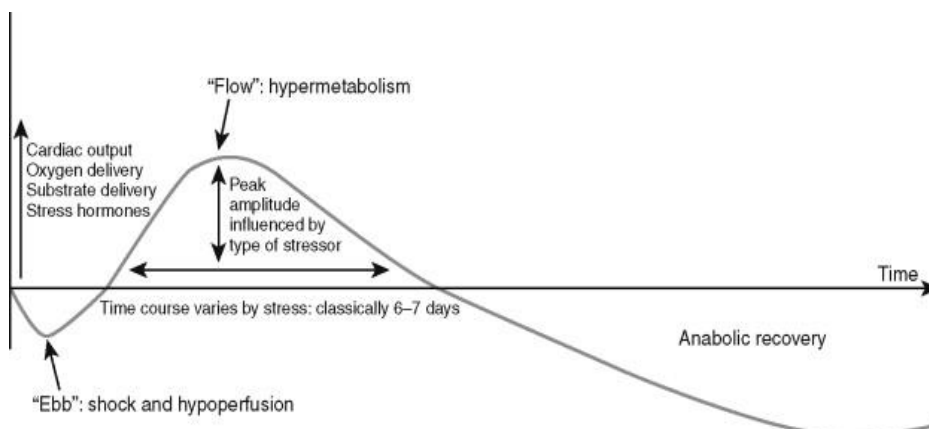 “Flow”: hypermetabolism
Cardiac output
Oxygen delivery
Substrate delivery
Stress hormones
Peak
amplitude
influenced by
type of stressor
Time
Time course varies by stress: classically 6–7 days
Anabolic recovery
“Ebb”: shock and hypoperfusion